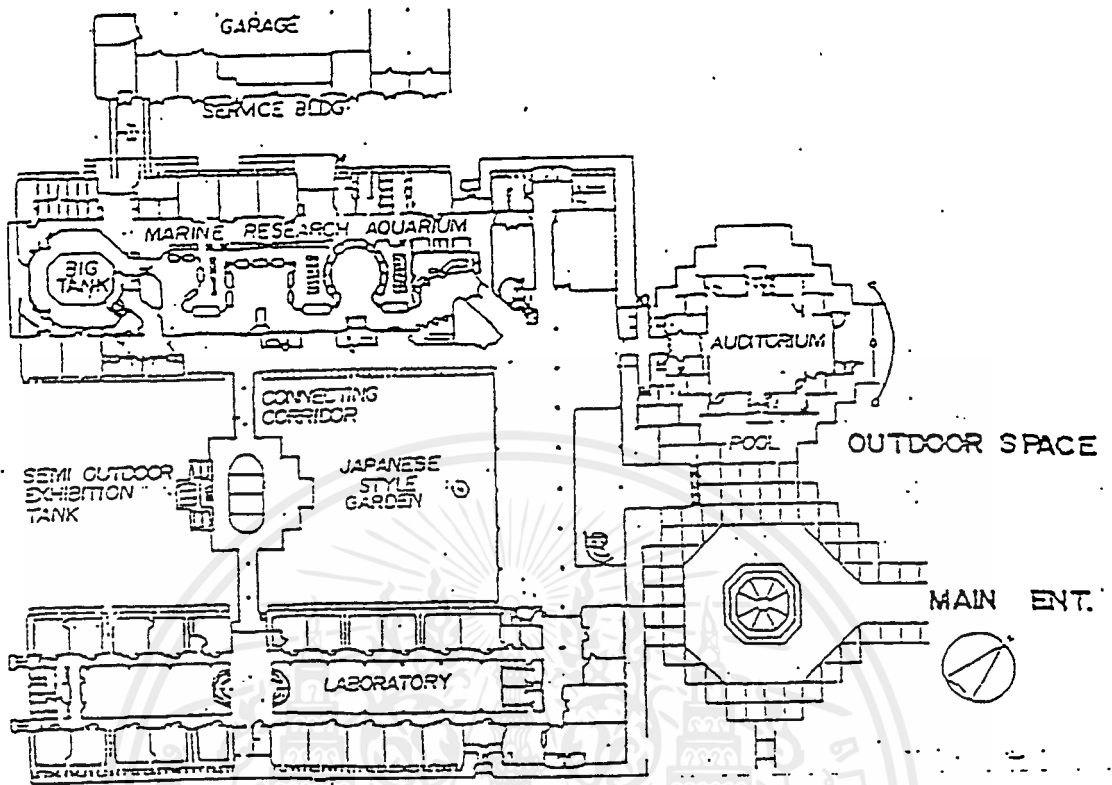 GARAGE
SERVICE BLDG.
MARINE RESEARCH AQUARIUM
BIG
TANK
AUDITORIUM
CONNECTING
CORRIDOR
POOL
OUTDOOR SPACE
SEMI OUTDOOR
EXHIBITION
TANK
JAPANESE
STYLE
GARDEN
MAIN ENT.
LABORATORY